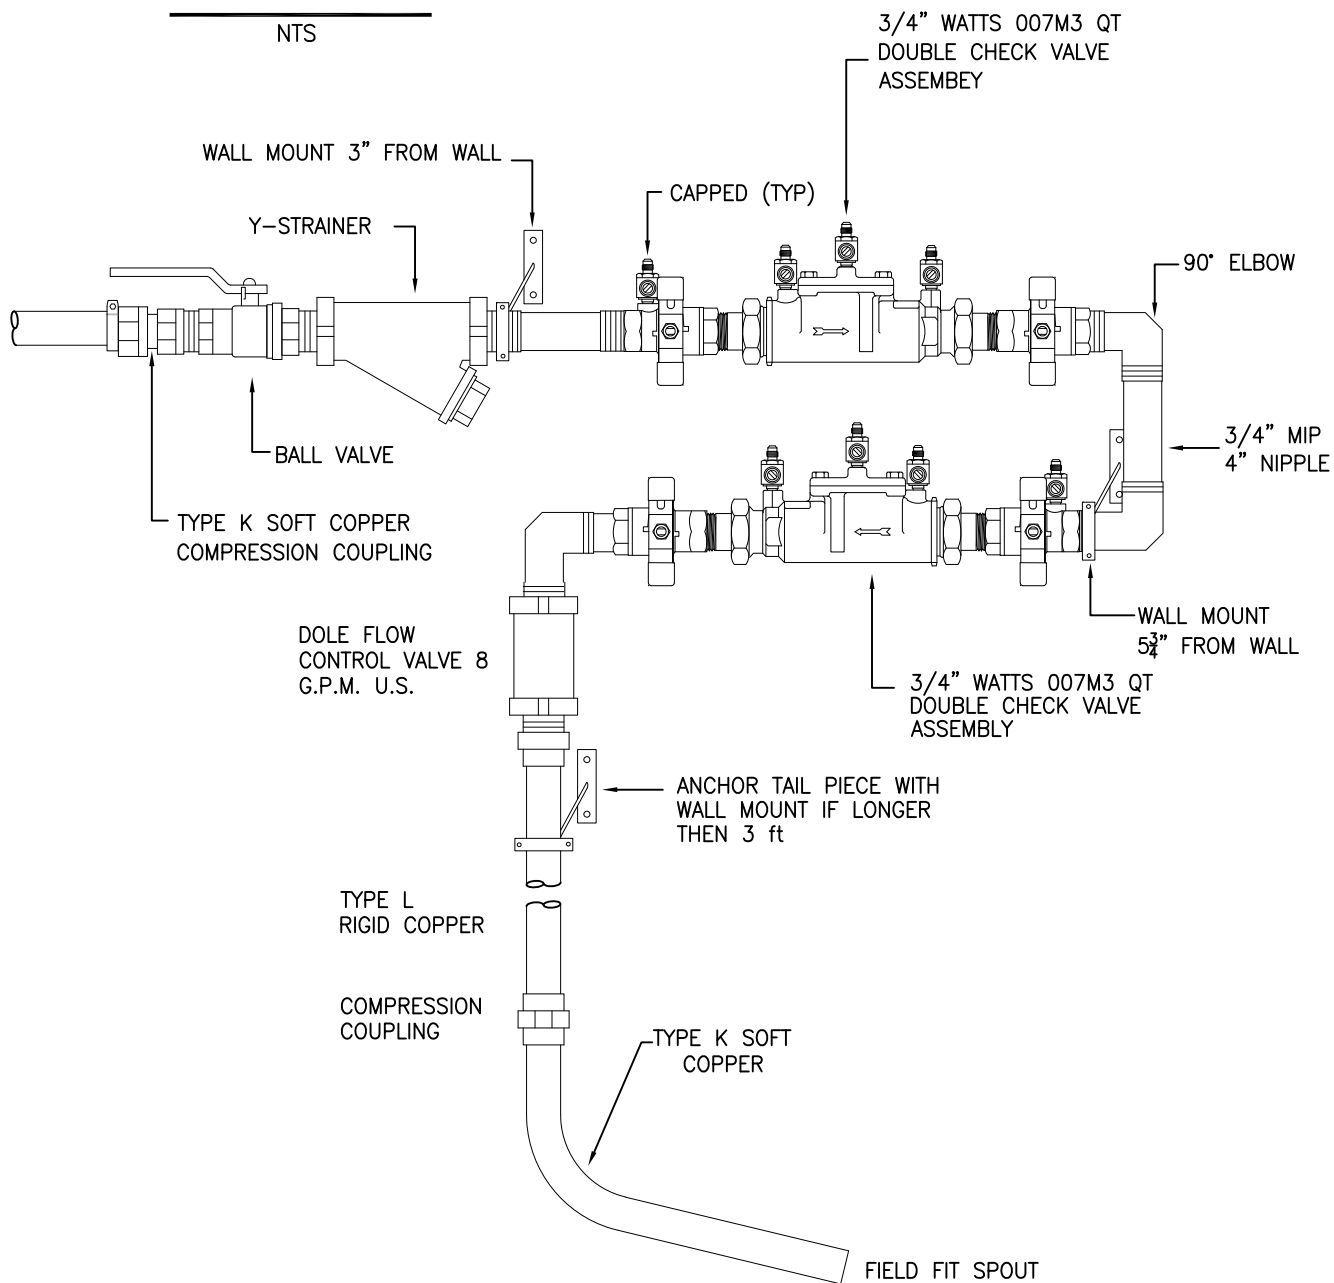 NTS
3/4" WATTS 007M3 QT
DOUBLE CHECK VALVE
ASSEMBEY
WALL MOUNT 3" FROM WALL
CAPPED (TYP)
Y-STRAINER
90° ELBOW
3/4" MIP
4" NIPPLE
BALL VALVE
TYPE K SOFT COPPER
COMPRESSION COUPLING
WALL MOUNT
5 3/4" FROM WALL
DOLE FLOW
CONTROL VALVE 8
G.P.M. U.S.
3/4" WATTS 007M3 QT
DOUBLE CHECK VALVE
ASSEMBLY
ANCHOR TAIL PIECE WITH
WALL MOUNT IF LONGER
THEN 3 ft
TYPE L
RIGID COPPER
COMPRESSION
COUPLING
TYPE K SOFT
COPPER
FIELD FIT SPOUT